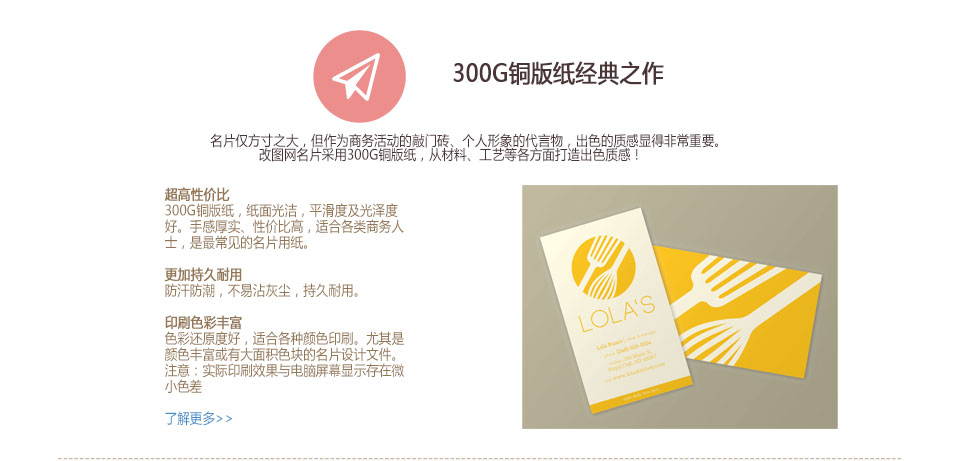 300G铜版纸经典之作
名片仅方寸之大，但作为商务活动的敲门砖、个人形象的代言物，出色的质感显得非常重要。
改图网名片采用300G铜版纸，从材料、工艺等各方面打造出色质感！
超高性价比
300G铜版纸，纸面光洁，平滑度及光泽度
好。手感厚实、性价比高，适合各类商务人
士，是最常见的名片用纸。
更加持久耐用
防汗防潮，不易沾灰尘，持久耐用。
印刷色彩丰富
色彩还原度好，适合各种颜色印刷。尤其是
颜色丰富或有大面积色块的名片设计文件。
注意：实际印刷效果与电脑屏幕显示存在微
小色差
了解更多>>
LOLA'S